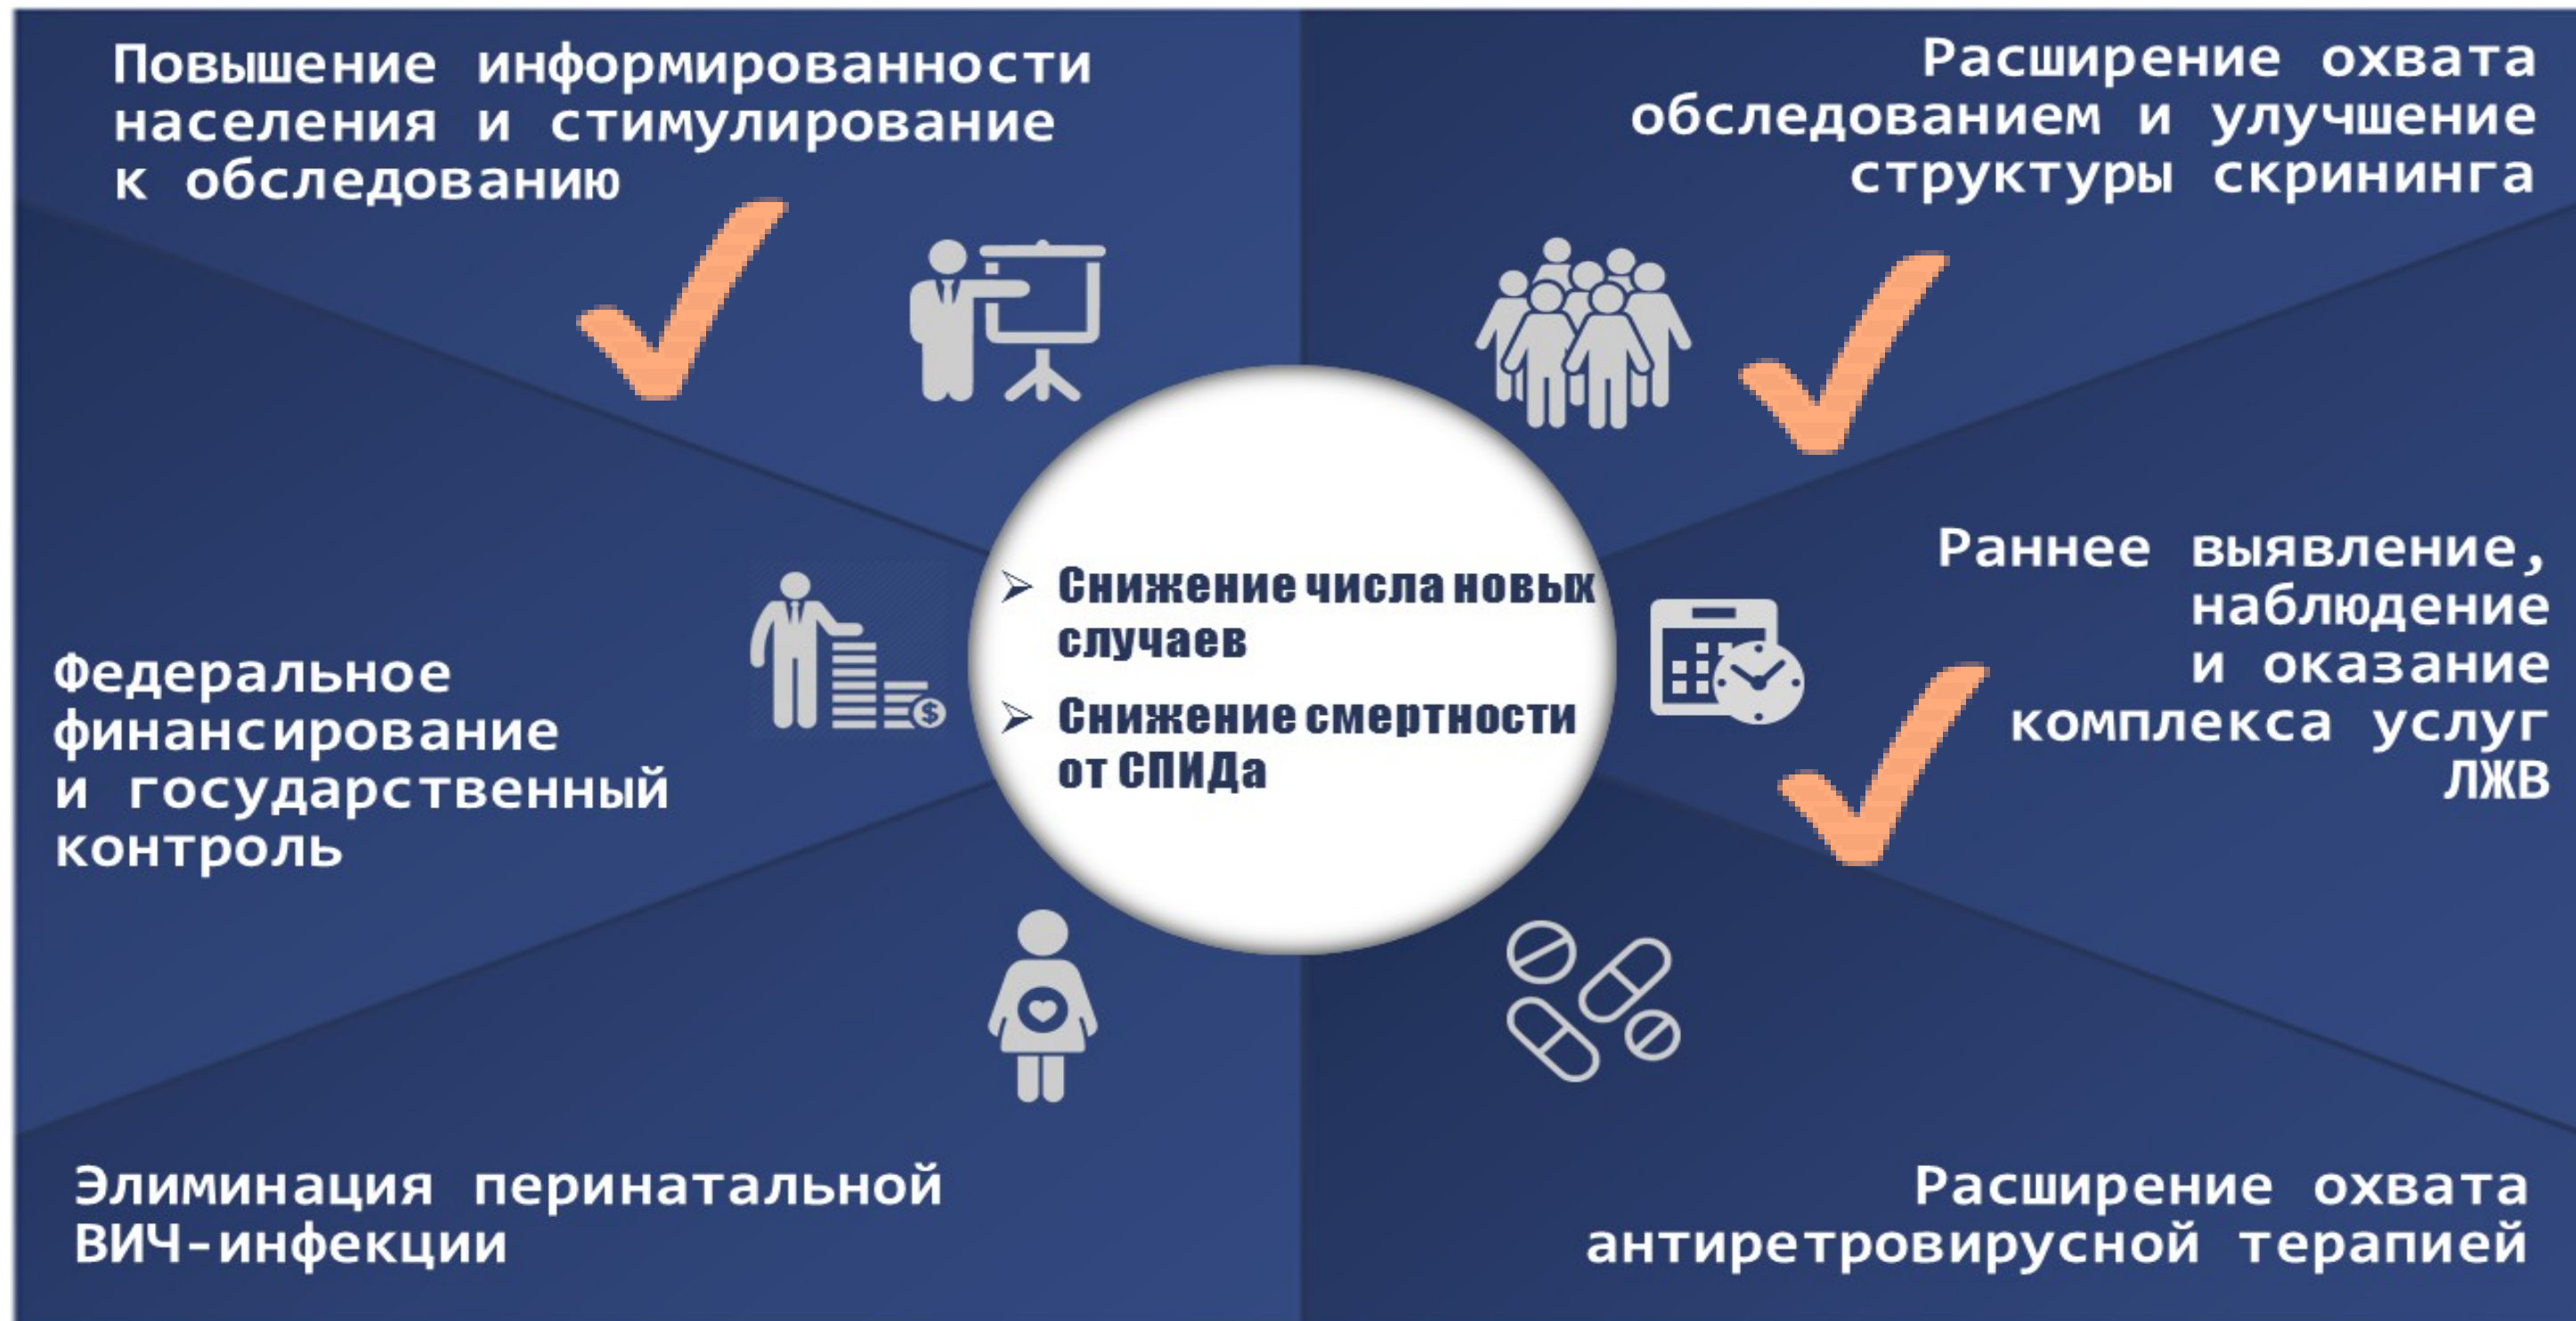 Повышение информированности
населения и стимулирование
к обследованию
Расширение охвата
обследованием и улучшение
структуры скрининга
Федеральное
финансирование
и государственный
контроль
$
➢ Снижение числа новых
случаев
➢ Снижение смертности
от СПИДа
Раннее выявление,
наблюдение
и оказание
комплекса услуг
ЛЖВ
Элиминация перинатальной
ВИЧ-инфекции
Расширение охвата
антиретровирусной терапией